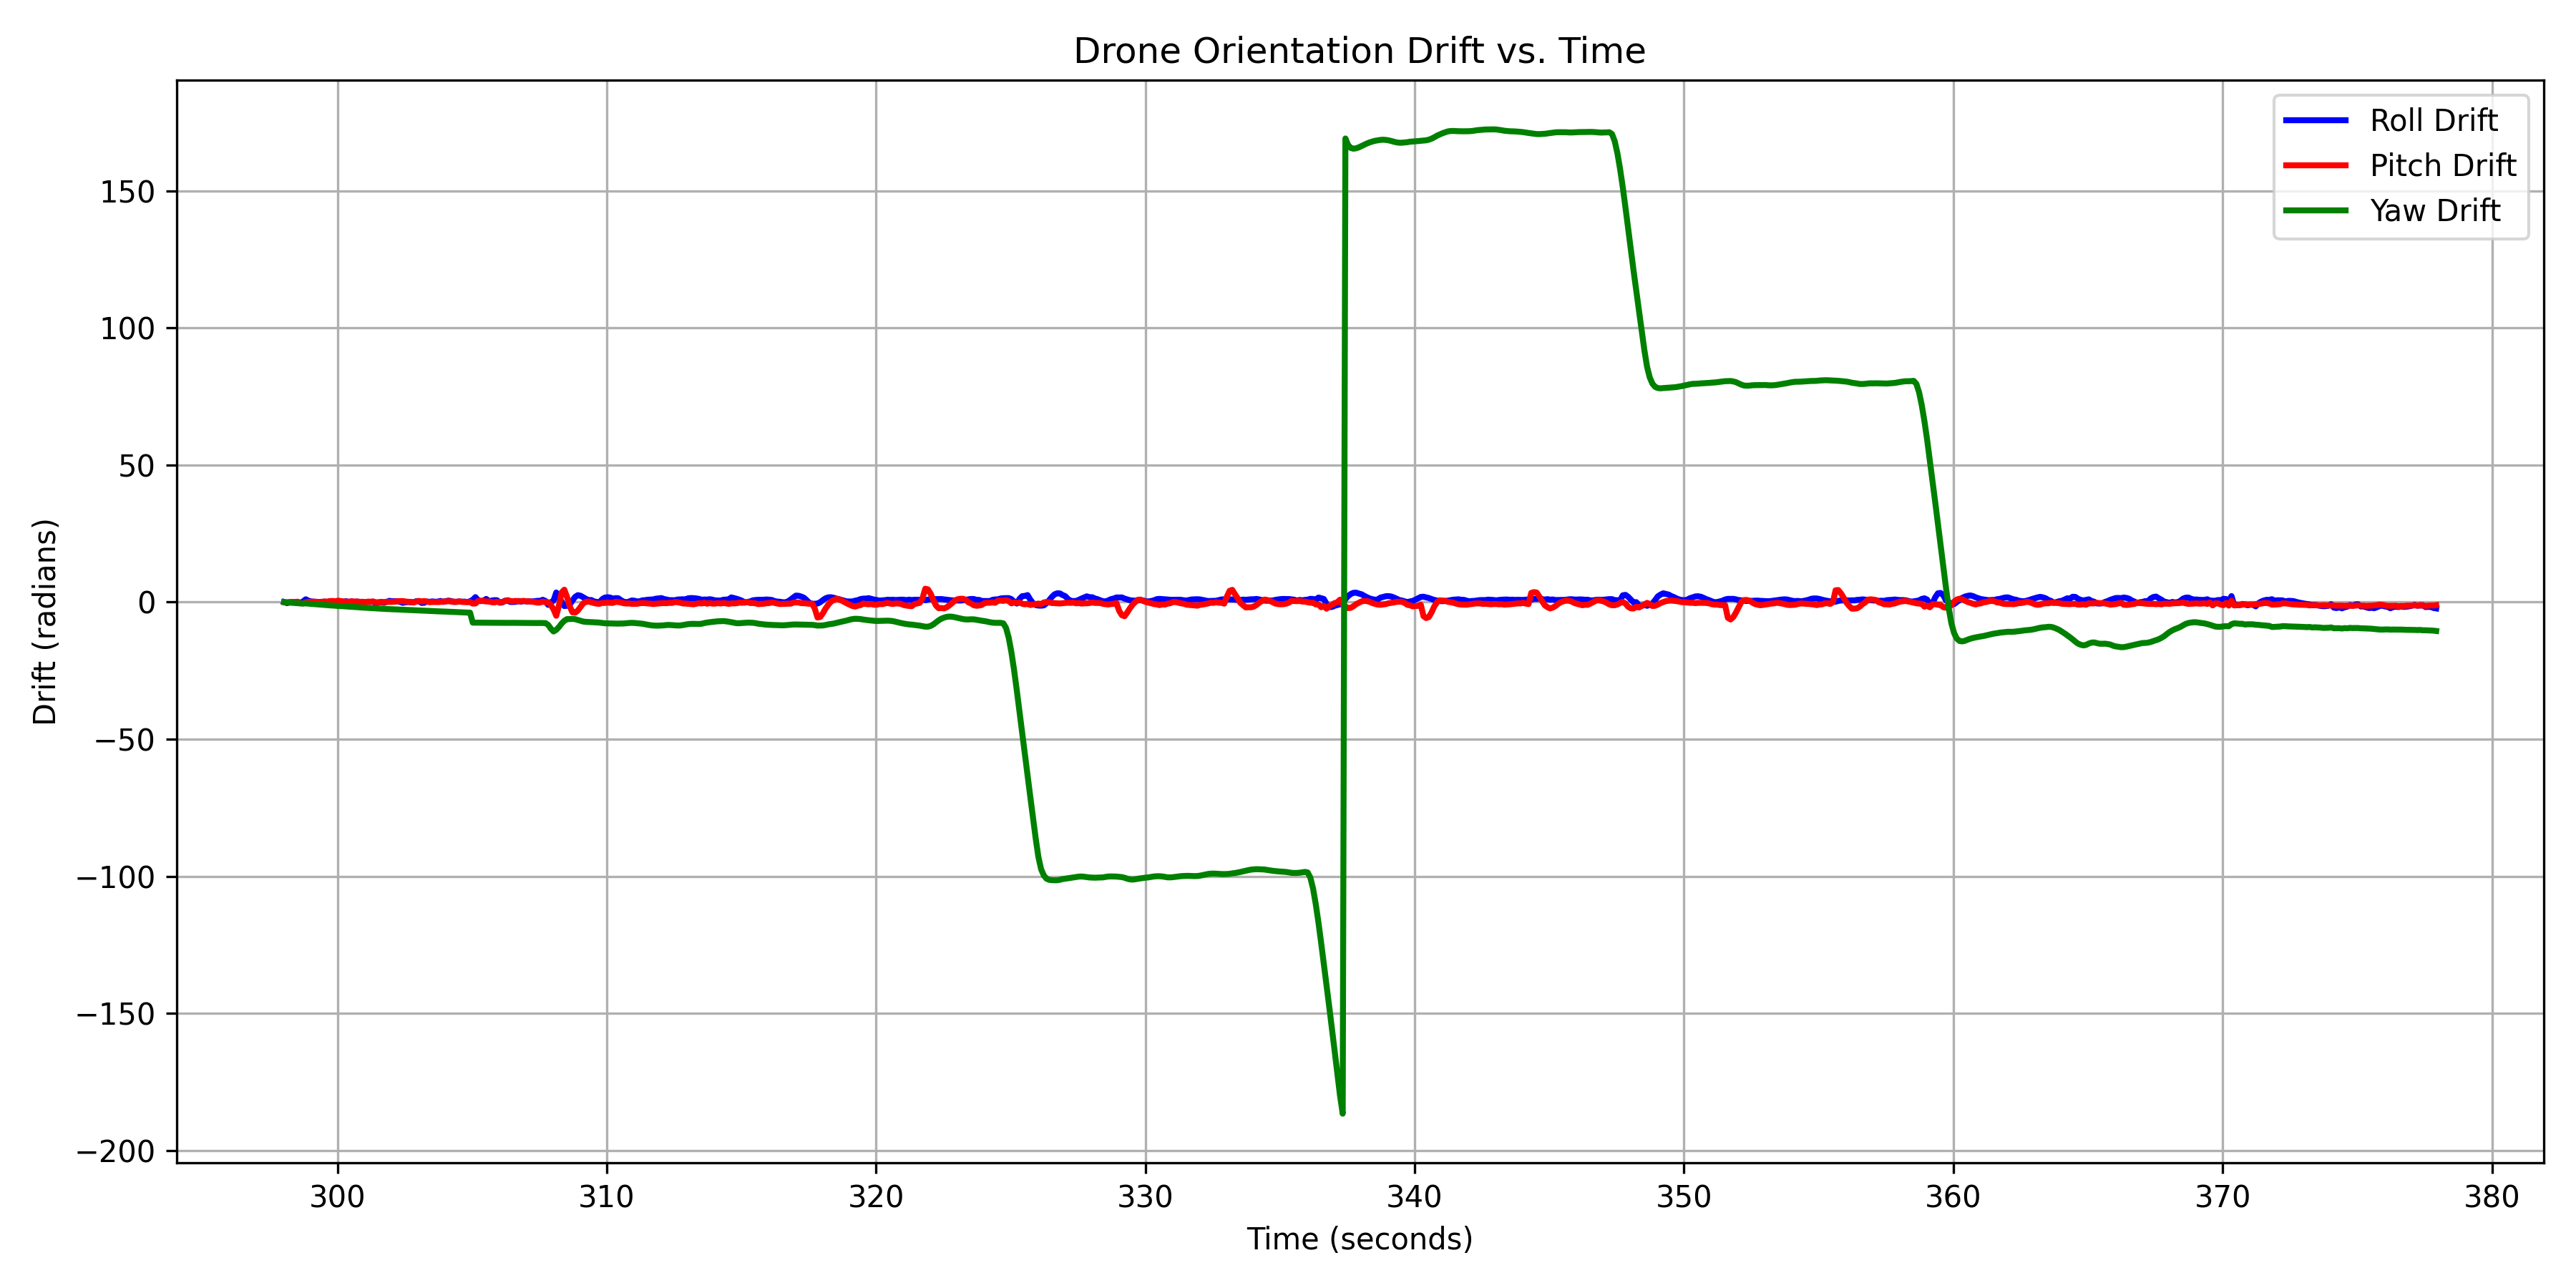 Drone Orientation Drift vs. Time
Roll Drift
Pitch Drift
Yaw Drift
Drift (radians)
150
100
50
0
−50
−100
−150
−200
300 310 320 330 340 350 360 370 380
Time (seconds)